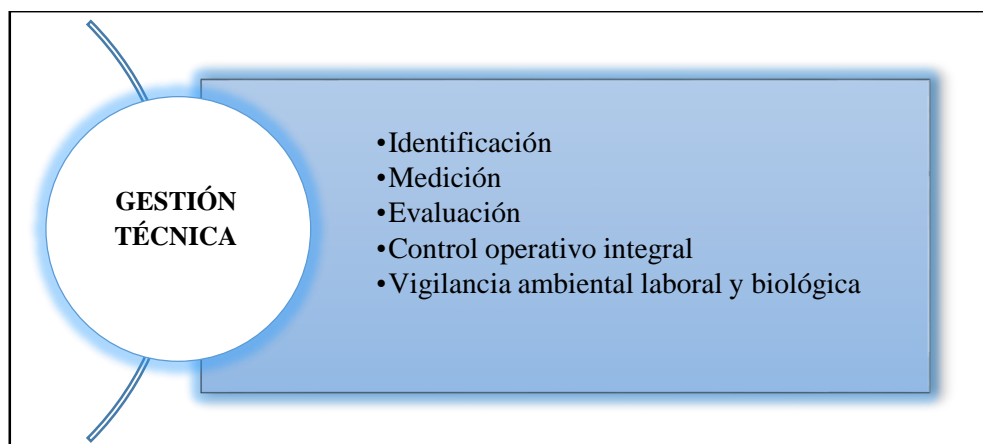 GESTIÓN
TÉCNICA
•Identificación
•Medición
•Evaluación
•Control operativo integral
•Vigilancia ambiental laboral y biológica